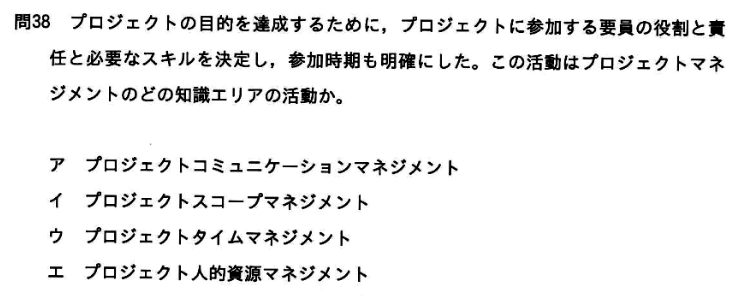 問38　プロジェクトの目的を達成するために，プロジェクトに参加する要員の役割と責
任と必要なスキルを決定し，参加時期も明確にした。この活動はプロジェクトマネ
ジメントのどの知識エリアの活動か。
ア　プロジェクトコミュニケーションマネジメント
イ　プロジェクトスコープマネジメント
ウ　プロジェクトタイムマネジメント
エ　プロジェクト人的資源マネジメント